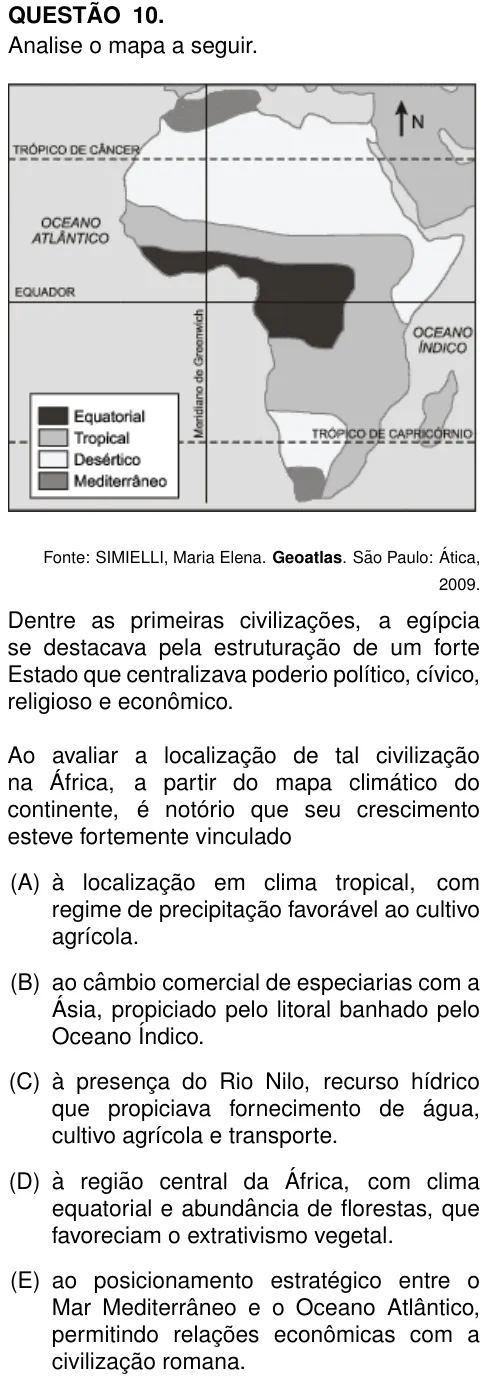 QUESTÃO 10.
Analise o mapa a seguir.
N
TRÓPICO DE CÂNCER
OCEANO
ATLÂNTICO
EQUADOR
Meridiano de Greenwich
OCEANO
ÍNDICO
Equatorial
Tropical
Desértico
Mediterrâneo
TRÓPICO DE CAPRICÓRNIO
Fonte: SIMIELLI, Maria Elena. Geoatlas. São Paulo: Ática,
2009.
Dentre as primeiras civilizações, a egípcia
se destacava pela estruturação de um forte
Estado que centralizava poderio político, cívico,
religioso e econômico.
Ao avaliar a localização de tal civilização
na África, a partir do mapa climático do
continente, é notório que seu crescimento
esteve fortemente vinculado
(A) à localização em clima tropical, com
regime de precipitação favorável ao cultivo
agrícola.
(B) ao câmbio comercial de especiarias com a
Ásia, propiciado pelo litoral banhado pelo
Oceano Índico.
(C) à presença do Rio Nilo, recurso hídrico
que propiciava fornecimento de água,
cultivo agrícola e transporte.
(D) à região central da África, com clima
equatorial e abundância de florestas, que
favoreciam o extrativismo vegetal.
(E) ao posicionamento estratégico entre o
Mar Mediterrâneo e o Oceano Atlântico,
permitindo relações econômicas com a
civilização romana.